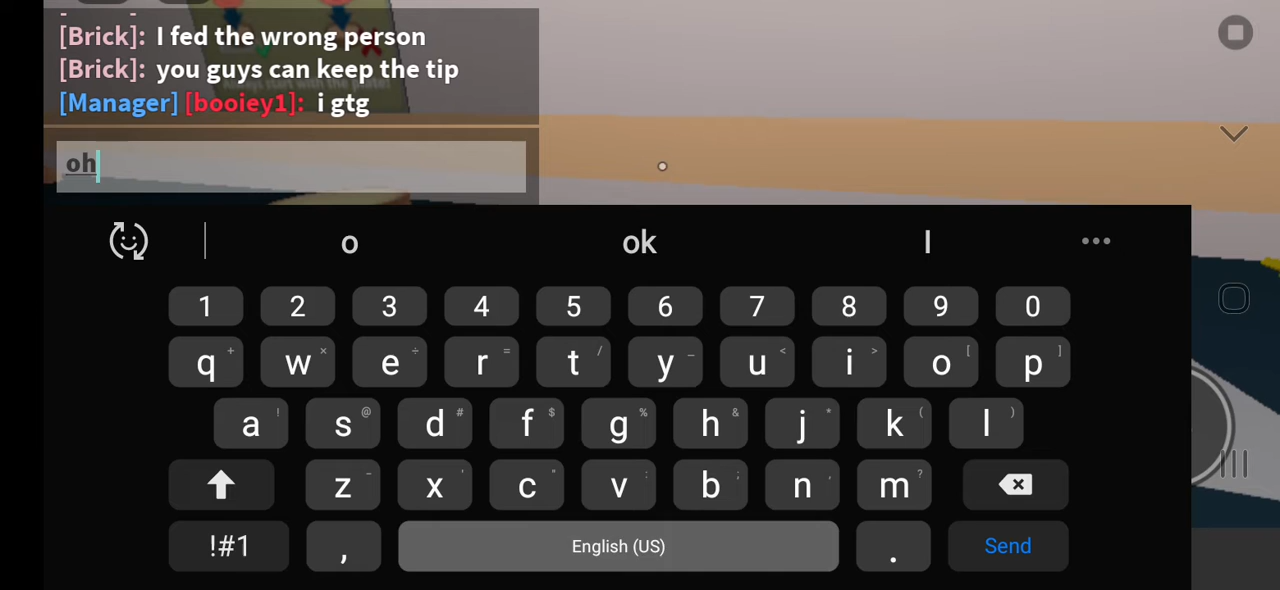 [Brick]: I fed the wrong person
[Brick]: you guys can keep the tip
[Manager] [booiey1]: i gtg
oh
o ok I
1 2 3 4 5 6 7 8 9 0
q + w × e ÷ r = t / y _ u < i > o [ p ]
a ! s @ d # f $ g % h & j * k ( l )
z - x ' c " v : b ; n , m ?
!#1 , English (US) . Send